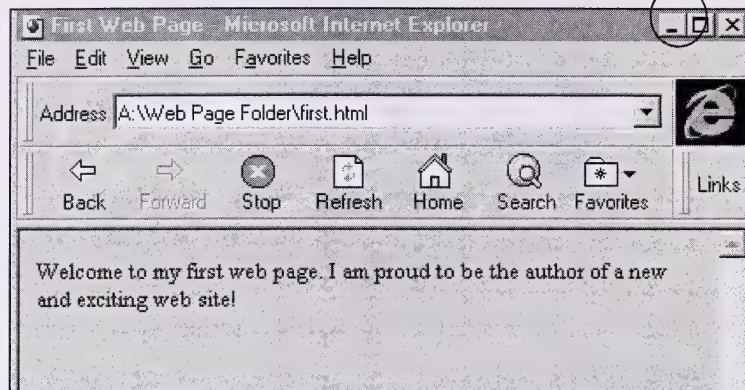 First Web Page - Microsoft Internet Explorer
File Edit View Go Favorites Help
Address A:\Web Page Folder\first.html
Back Forward Stop Refresh Home Search Favorites Links
Welcome to my first web page. I am proud to be the author of a new
and exciting web site!